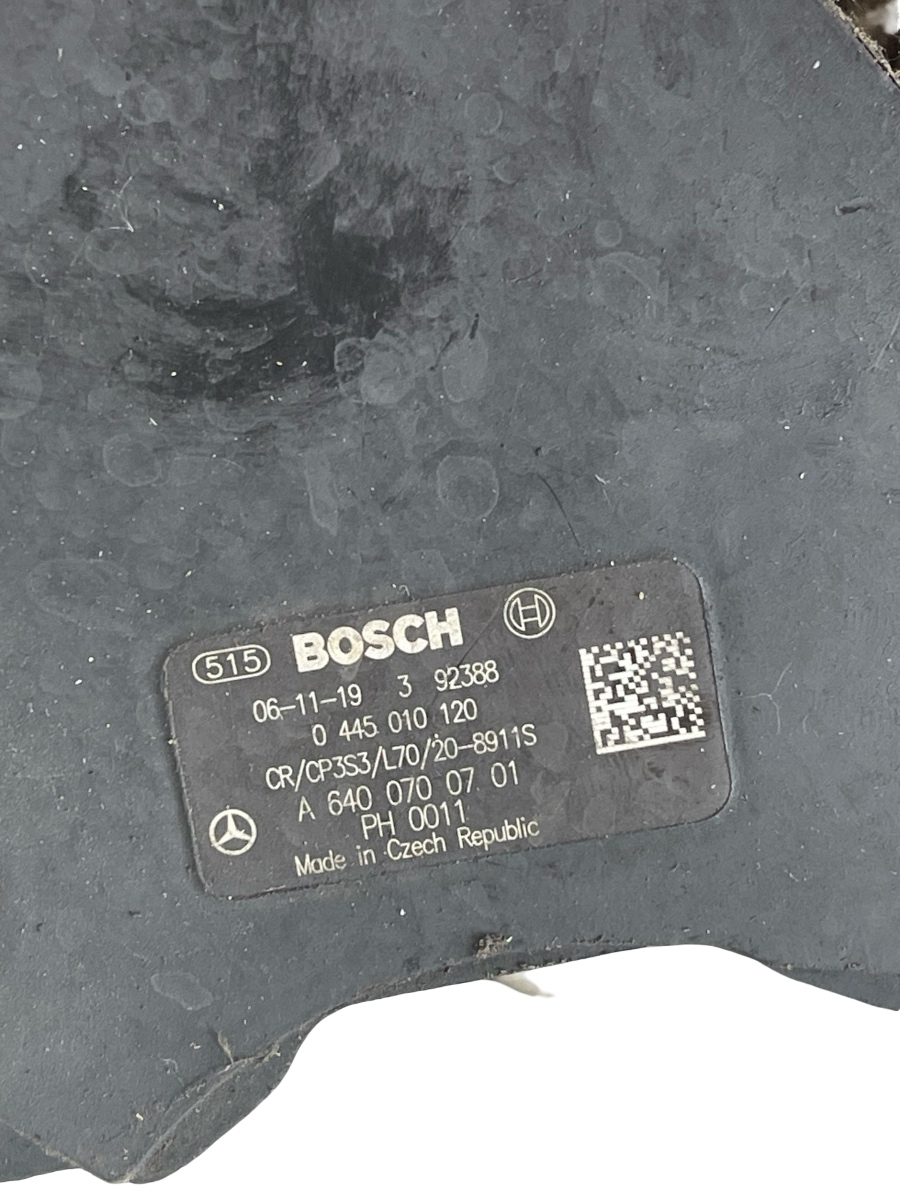 515 BOSCH
06-11-19 3 92388
0 445 010 120
CR/CP3S3/L70/20-8911S
A 640 070 07 01
PH 0011
Made in Czech Republic